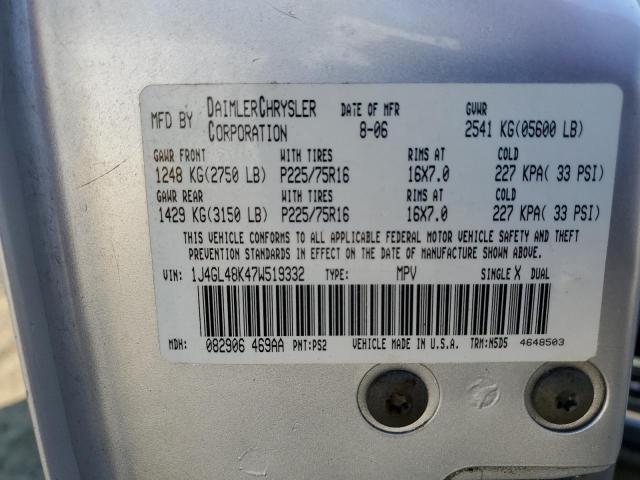 MFD BY DAIMLERCHRYSLER CORPORATION DATE OF MFR 8-06 GVWR 2541 KG(05600 LB)
GAWR FRONT WITH TIRES RIMS AT COLD
1248 KG(2750 LB) P225/75R16 16X7.0 227 KPA( 33 PSI)
GAWR REAR WITH TIRES RIMS AT COLD
1429 KG(3150 LB) P225/75R16 16X7.0 227 KPA( 33 PSI)
THIS VEHICLE CONFORMS TO ALL APPLICABLE FEDERAL MOTOR VEHICLE SAFETY AND THEFT
PREVENTION STANDARDS IN EFFECT ON THE DATE OF MANUFACTURE SHOWN ABOVE.
VIN: 1J4GL48K47W519332 TYPE: MPV SINGLE X DUAL
MDH: 082906 469AA PNT:PS2 VEHICLE MADE IN U.S.A. TRM:N5D5 4648503